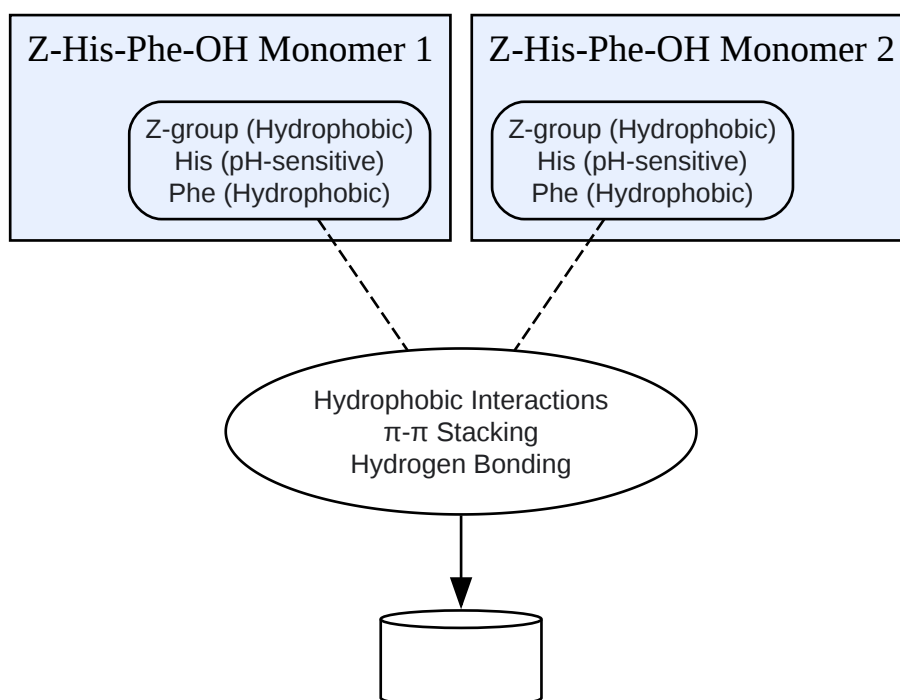 Z-His-Phe-OH Monomer 1
Z-His-Phe-OH Monomer 2
Z-group (Hydrophobic)
His (pH-sensitive)
Phe (Hydrophobic)
Z-group (Hydrophobic)
His (pH-sensitive)
Phe (Hydrophobic)
Hydrophobic Interactions
π-π Stacking
Hydrogen Bonding